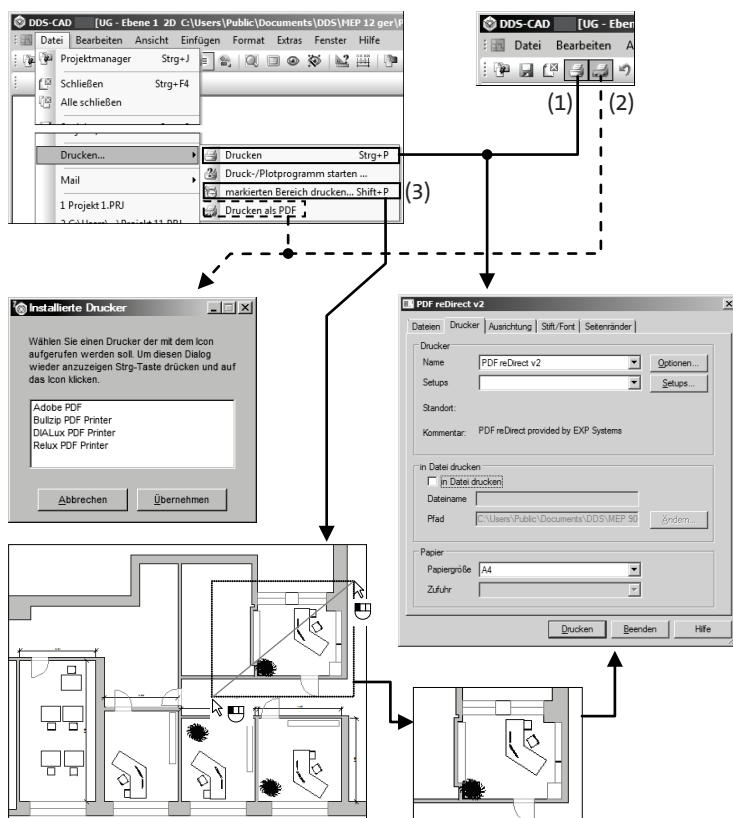 DDS-CAD [UG - Ebene 1 2D C:\Users\Public\Documents\DDS\MEP 12 ger\P
Datei Bearbeiten Ansicht Einfügen Format Extras Fenster Hilfe
Projektmanager Strg+J
Schließen Strg+F4
Alle schließen
Drucken...
Mail
1 Projekt 1.PRJ
Drucken Strg+P
Druck-/Plotprogramm starten ...
markierten Bereich drucken... Shift+P
Drucken als PDF
(3)
DDS-CAD [UG - Eben
Datei Bearbeiten A
(1) (2)
Installierte Drucker
Wählen Sie einen Drucker der mit dem Icon
aufgerufen werden soll. Um diesen Dialog
wieder anzuzeigen Strg-Taste drücken und auf
das Icon klicken.
Adobe PDF
Bullzip PDF Printer
DIALux PDF Printer
Relux PDF Printer
Abbrechen Übernehmen
PDF reDirect v2
Dateien Drucker Ausrichtung Stift/Font Seitenränder
Drucker
Name PDF reDirect v2 Optionen...
Setups Setups...
Standort:
Kommentar: PDF reDirect provided by EXP Systems
in Datei drucken
in Datei drucken
Dateiname
Pfad C:\Users\Public\Documents\DDS\MEP 90 Ändern...
Papier
Papiergröße A4
Zufuhr
Drucken Beenden Hilfe